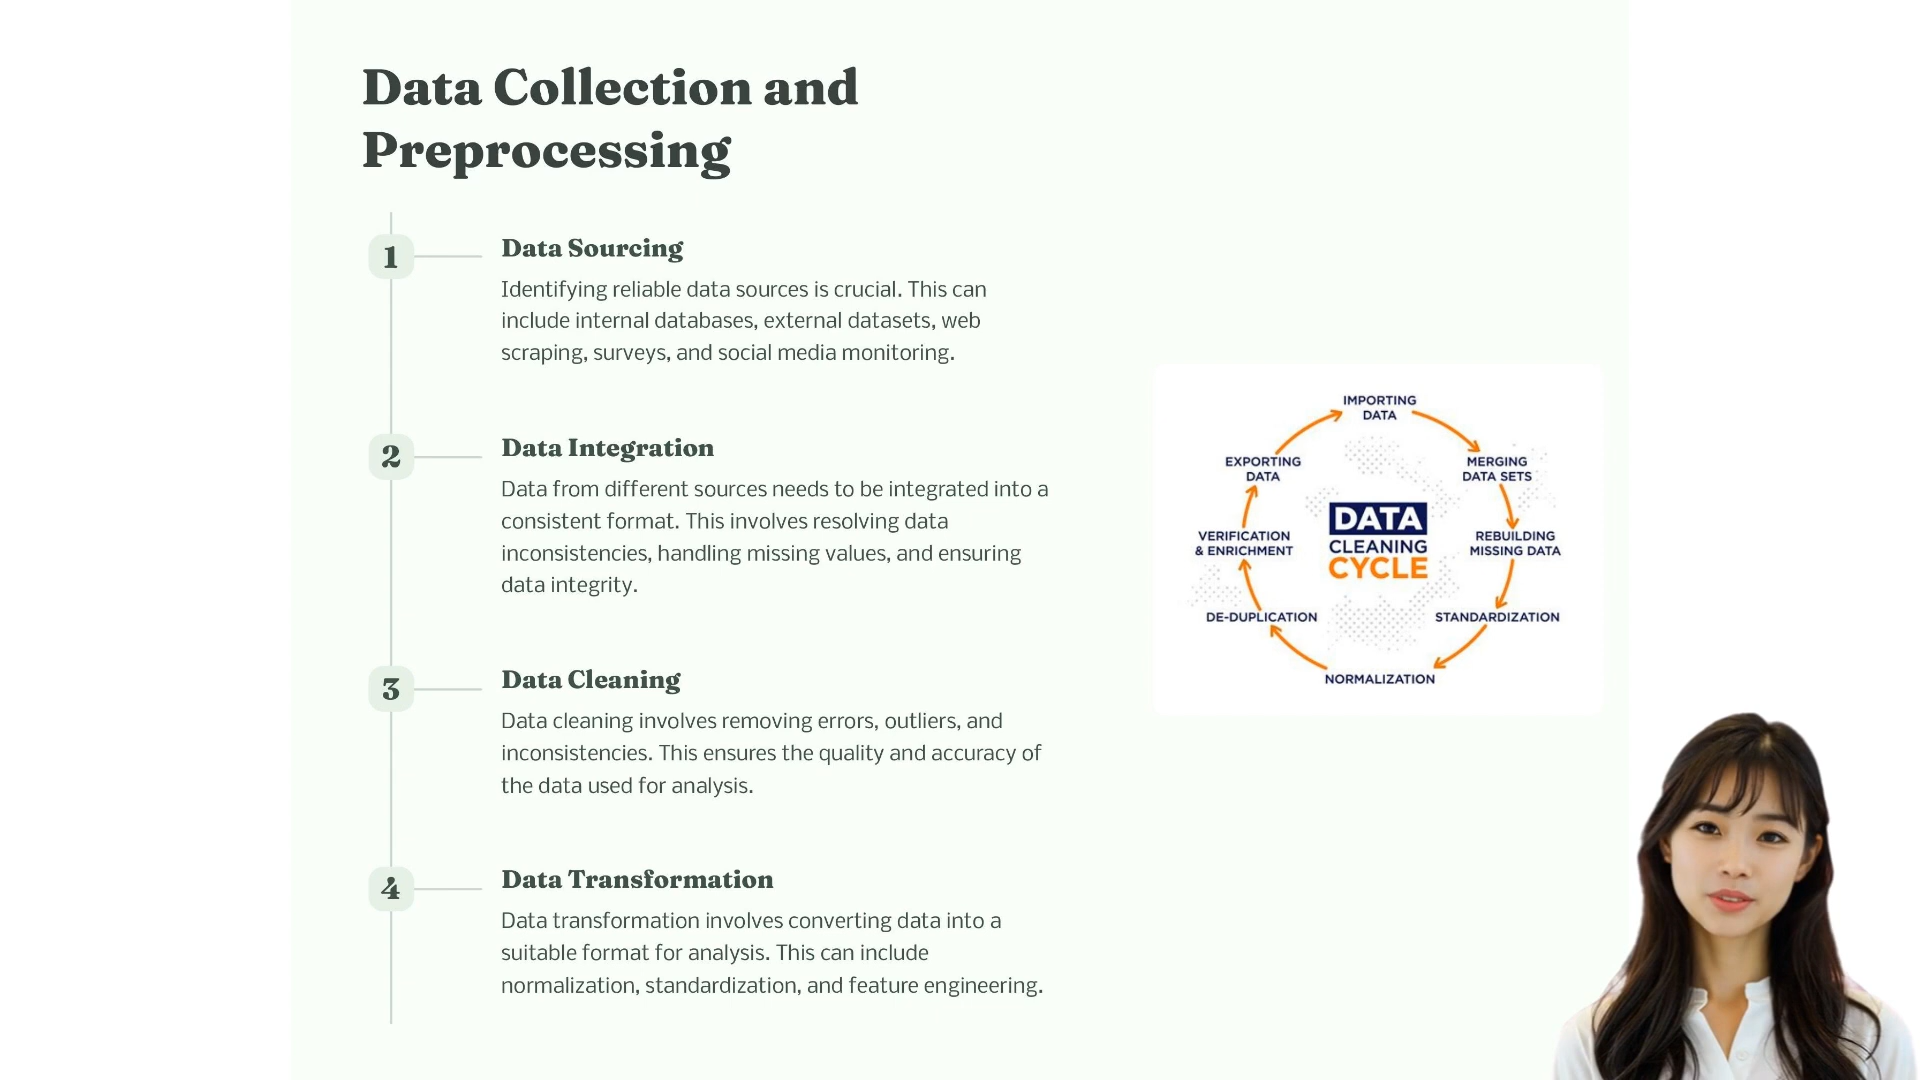 Data Collection and
Preprocessing
1
Data Sourcing
Identifying reliable data sources is crucial. This can
include internal databases, external datasets, web
scraping, surveys, and social media monitoring.
2
Data Integration
Data from different sources needs to be integrated into a
consistent format. This involves resolving data
inconsistencies, handling missing values, and ensuring
data integrity.
3
Data Cleaning
Data cleaning involves removing errors, outliers, and
inconsistencies. This ensures the quality and accuracy of
the data used for analysis.
4
Data Transformation
Data transformation involves converting data into a
suitable format for analysis. This can include
normalization, standardization, and feature engineering.
DATA
CLEANING
CYCLE
IMPORTING
DATA
MERGING
DATA SETS
REBUILDING
MISSING DATA
STANDARDIZATION
NORMALIZATION
DE-DUPLICATION
VERIFICATION
& ENRICHMENT
EXPORTING
DATA